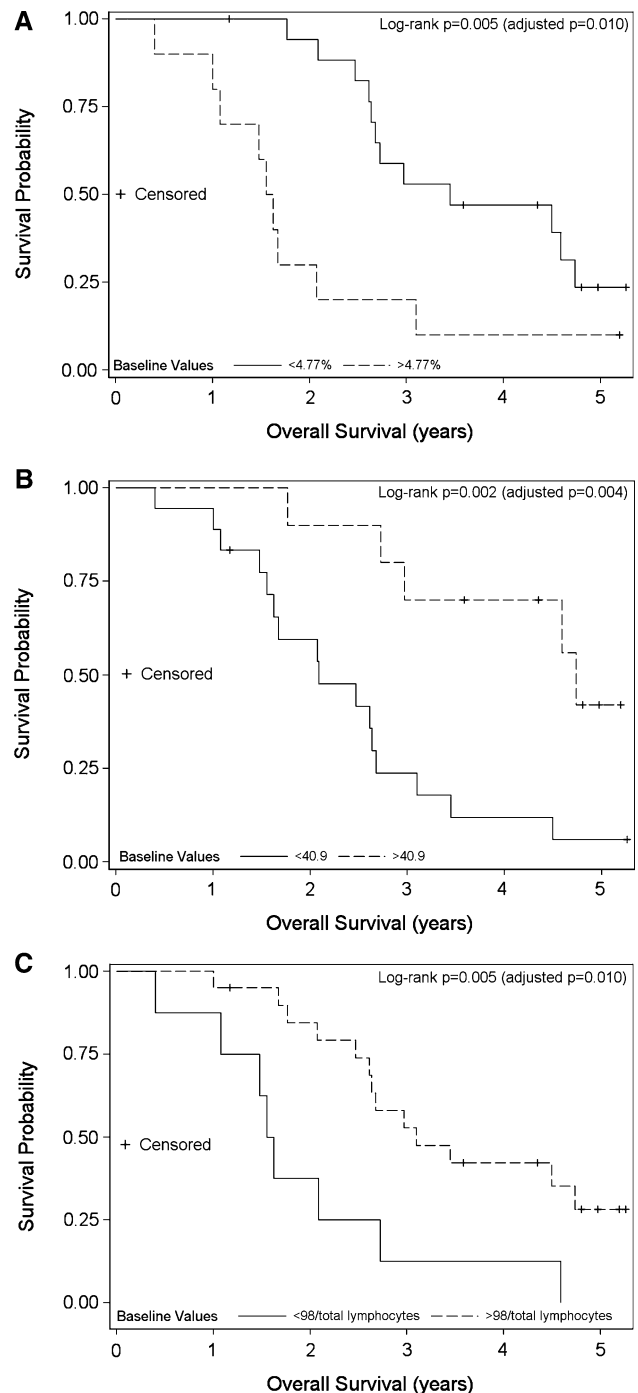 A
Log-rank p=0.005 (adjusted p=0.010)
1.00
0.75
0.50
0.25
0.00
Survival Probability
+ Censored
Baseline Values <4.77% >4.77%
0 1 2 3 4 5
Overall Survival (years)
B
Log-rank p=0.002 (adjusted p=0.004)
1.00
0.75
0.50
0.25
0.00
Survival Probability
+ Censored
Baseline Values <40.9 >40.9
0 1 2 3 4 5
Overall Survival (years)
C
Log-rank p=0.005 (adjusted p=0.010)
1.00
0.75
0.50
0.25
0.00
Survival Probability
+ Censored
Baseline Values <98/total lymphocytes >98/total lymphocytes
0 1 2 3 4 5
Overall Survival (years)